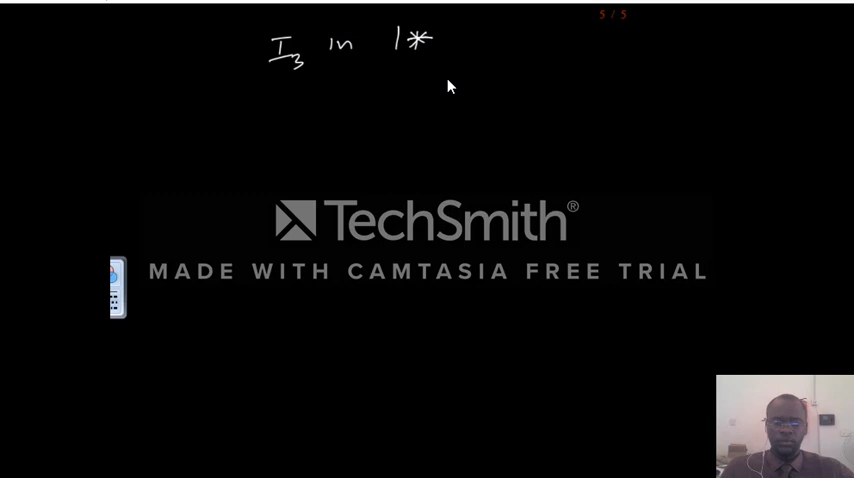 5 / 5
I3 in 1*
TechSmith®
MADE WITH CAMTASIA FREE TRIAL